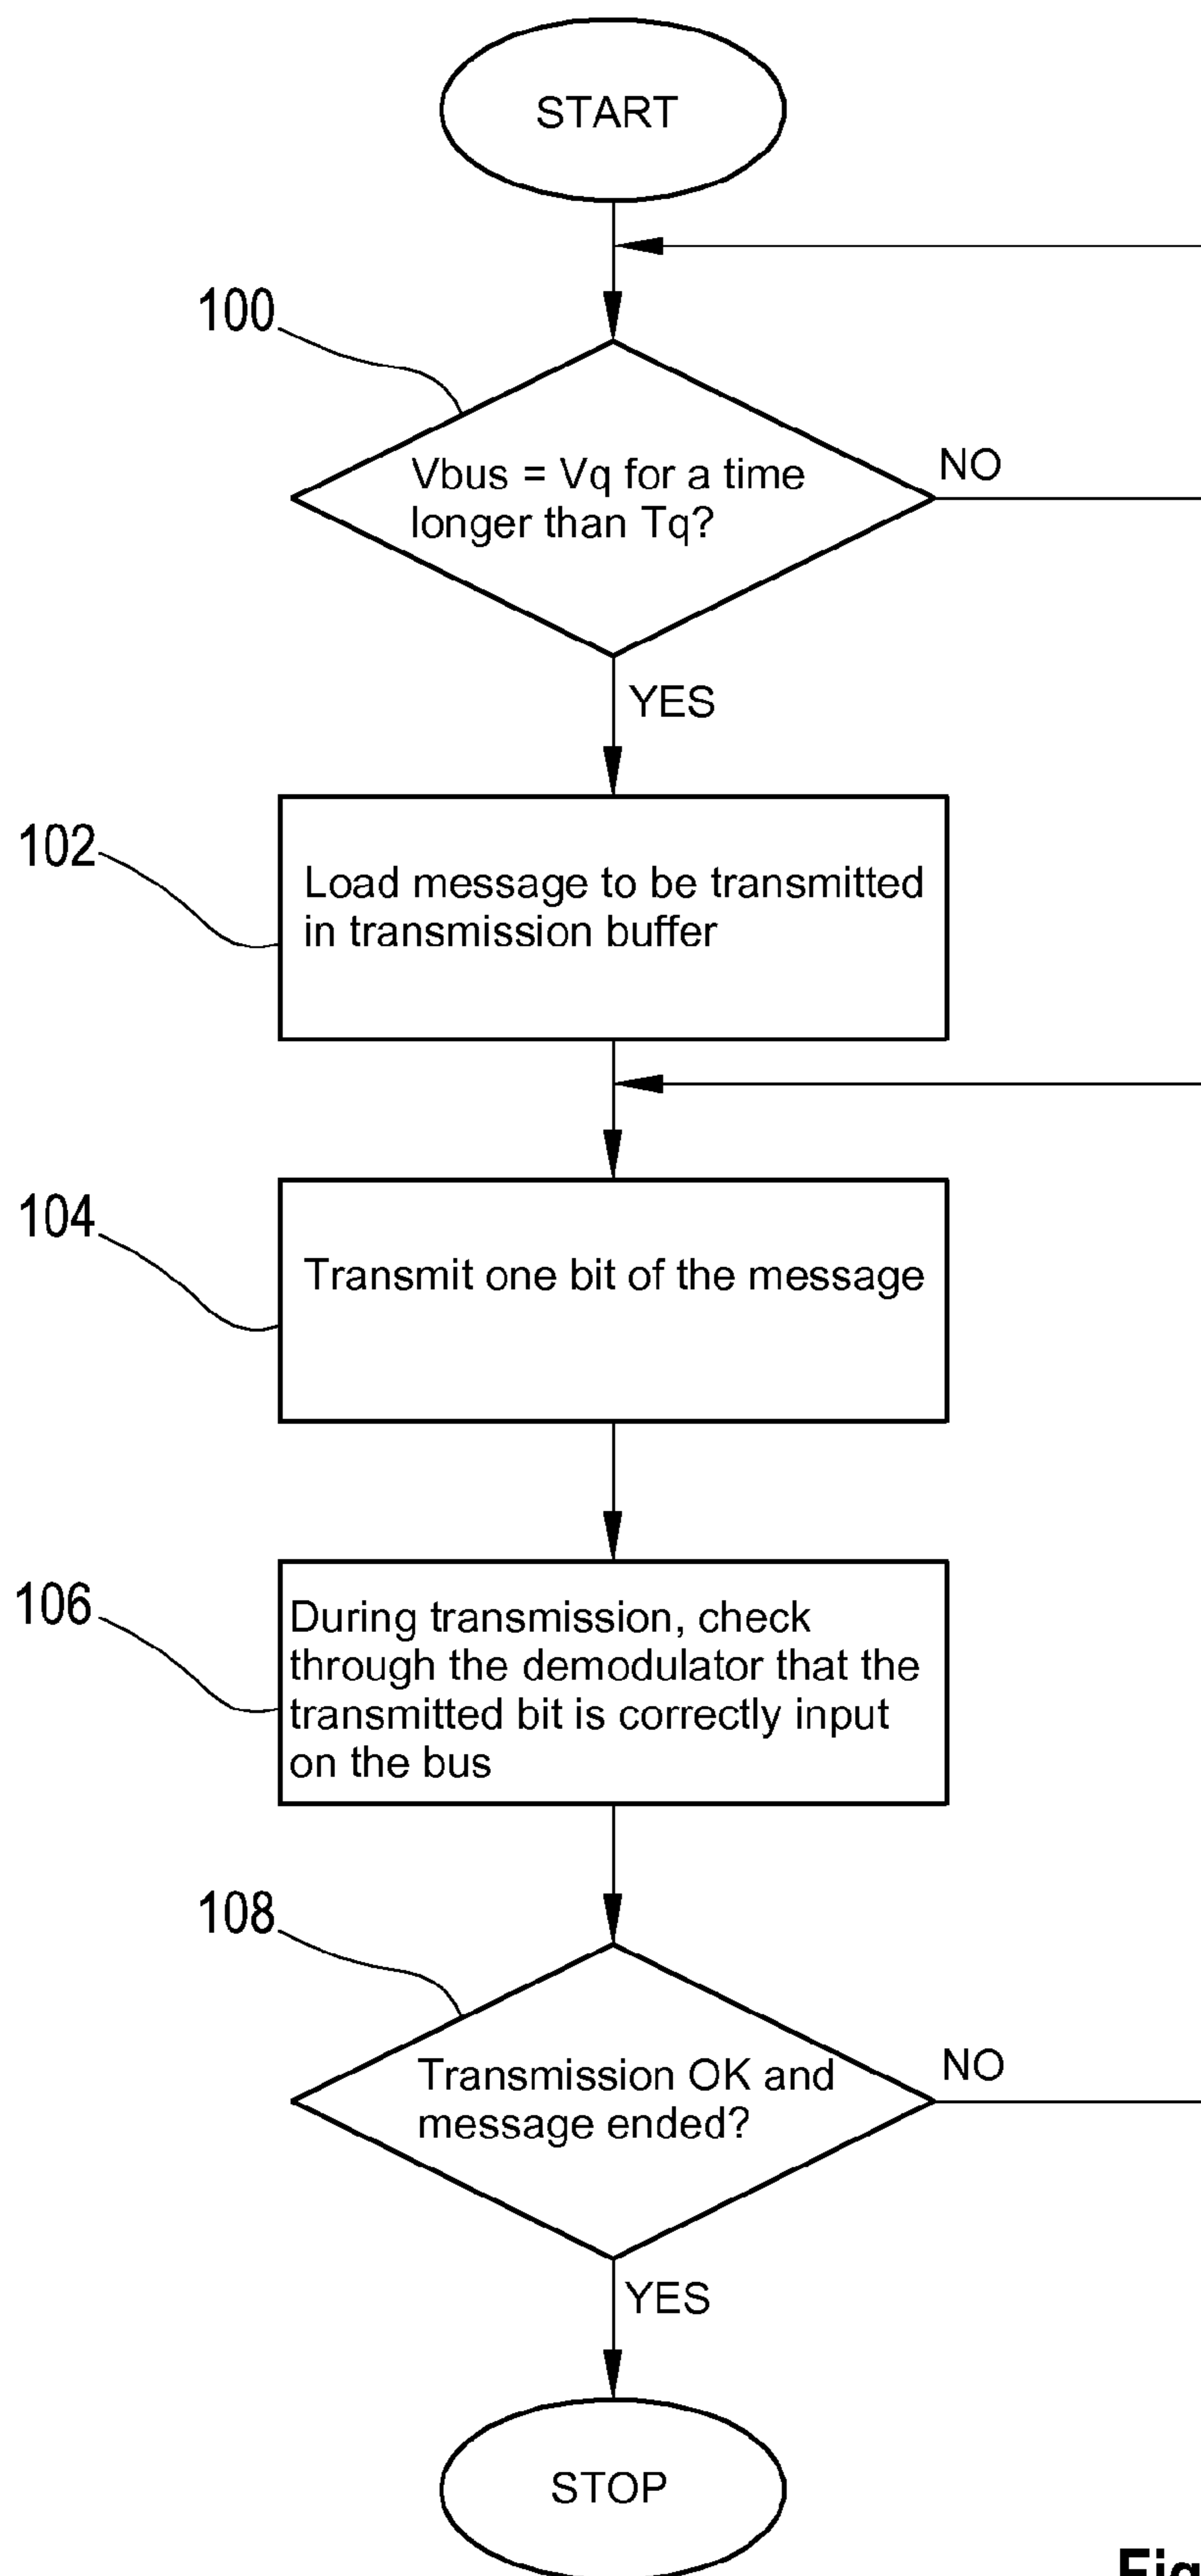 START
100
Vbus = Vq for a time
longer than Tq?
NO
YES
102
Load message to be transmitted
in transmission buffer
104
Transmit one bit of the message
106
During transmission, check
through the demodulator that the
transmitted bit is correctly input
on the bus
108
Transmission OK and
message ended?
NO
YES
STOP
Fig